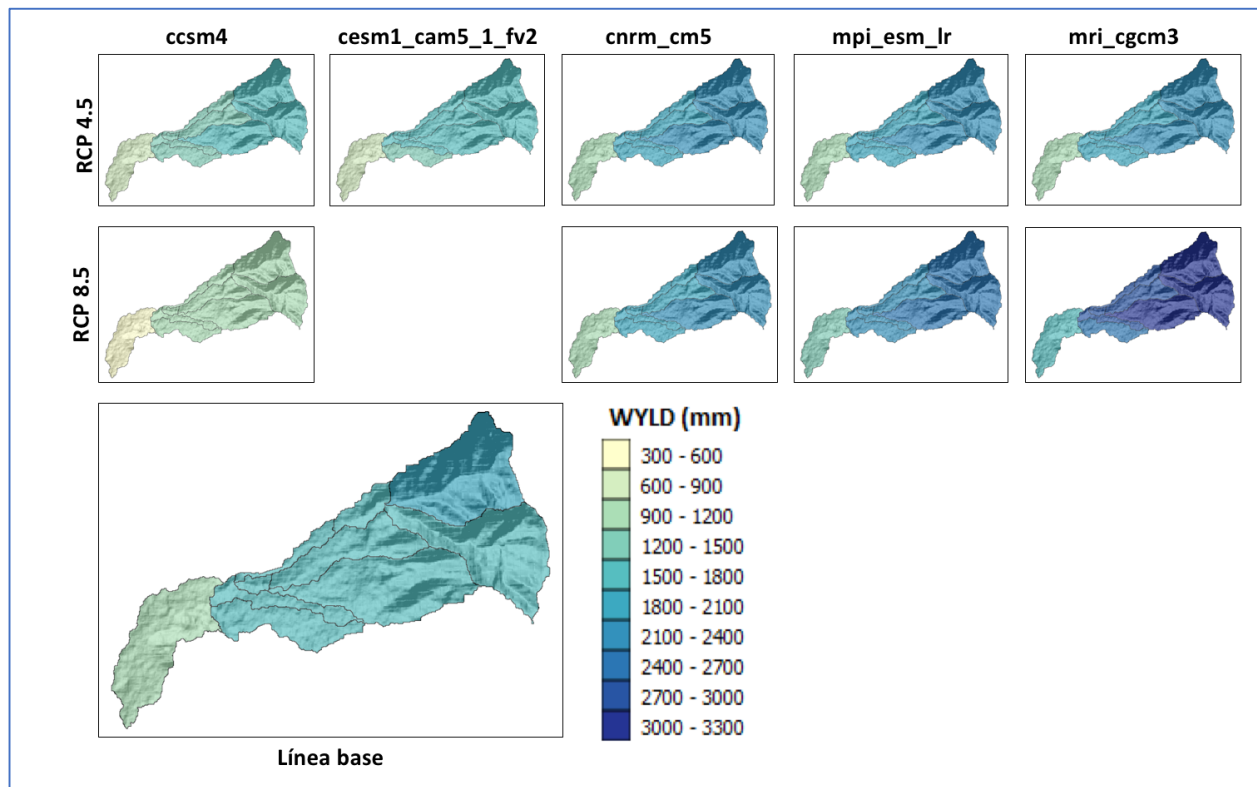 ccsm4
cesm1_cam5_1_fv2
cnrm_cm5
mpi_esm_lr
mri_cgcm3
RCP 4.5
RCP 8.5
WYLD (mm)
300 - 600
600 - 900
900 - 1200
1200 - 1500
1500 - 1800
1800 - 2100
2100 - 2400
2400 - 2700
2700 - 3000
3000 - 3300
Línea base